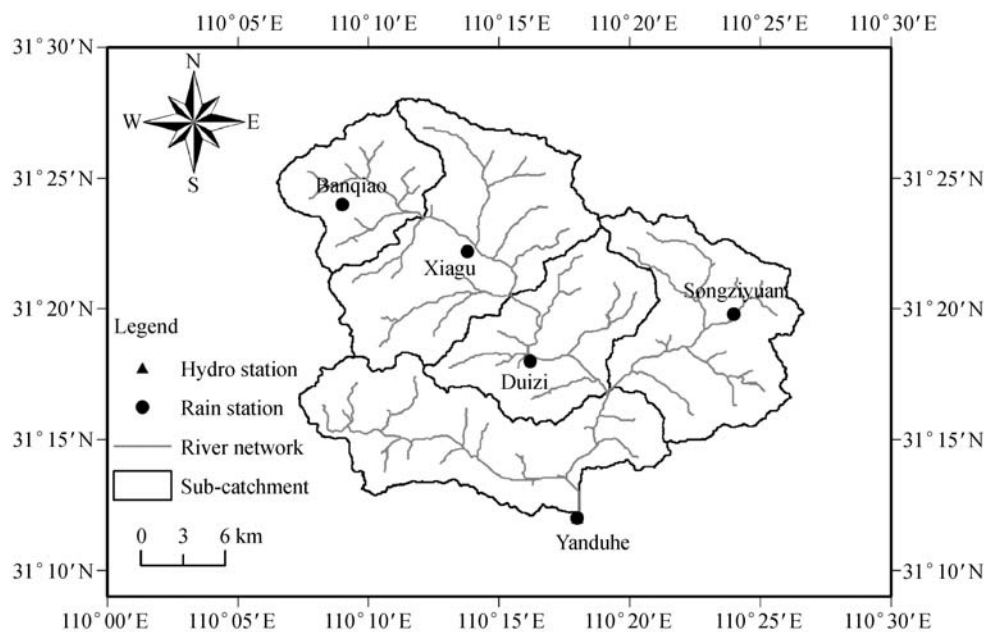 110°05′E 110°10′E 110°15′E 110°20′E 110°25′E 110°30′E
31°30′N 31°30′N
N
W E
S
31°25′N 31°25′N
Banqiao
Xiagu
Songziyuan
31°20′N 31°20′N
Legend
Hydro station
Duizi
Rain station
31°15′N 31°15′N
River network
Sub-catchment
0 3 6 km
Yanduhe
31°10′N 31°10′N
110°00′E 110°05′E 110°10′E 110°15′E 110°20′E 110°25′E 110°30′E